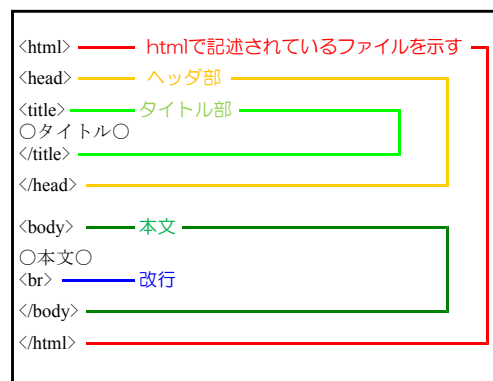 <html> htmlで記述されているファイルを示す
<head> ヘッダ部
<title> タイトル部
○タイトル○
</title>
</head>
<body> 本文
○本文○
<br> 改行
</body>
</html>